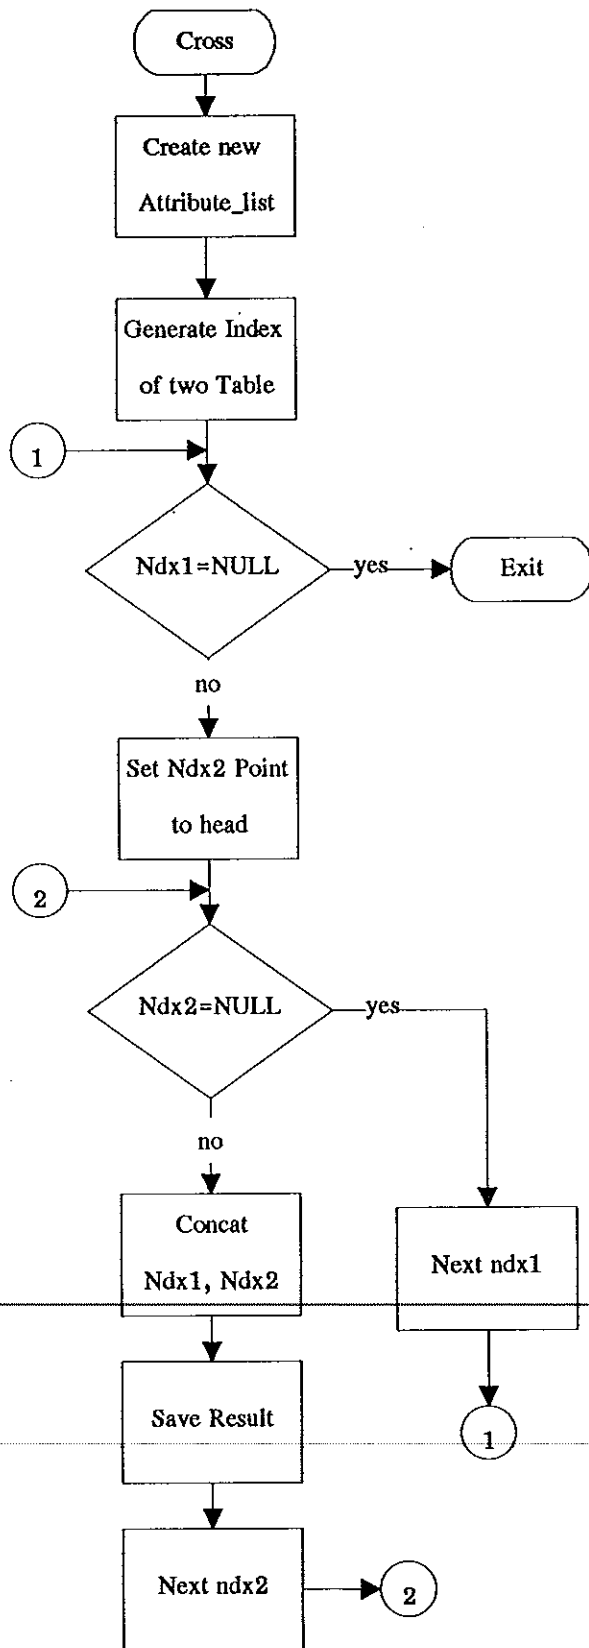 Cross
Create new
Attribute_list
Generate Index
of two Table
1
Ndx1=NULL
yes
Exit
no
Set Ndx2 Point
to head
2
Ndx2=NULL
yes
no
Concat
Ndx1, Ndx2
Next ndx1
Save Result
1
Next ndx2
2